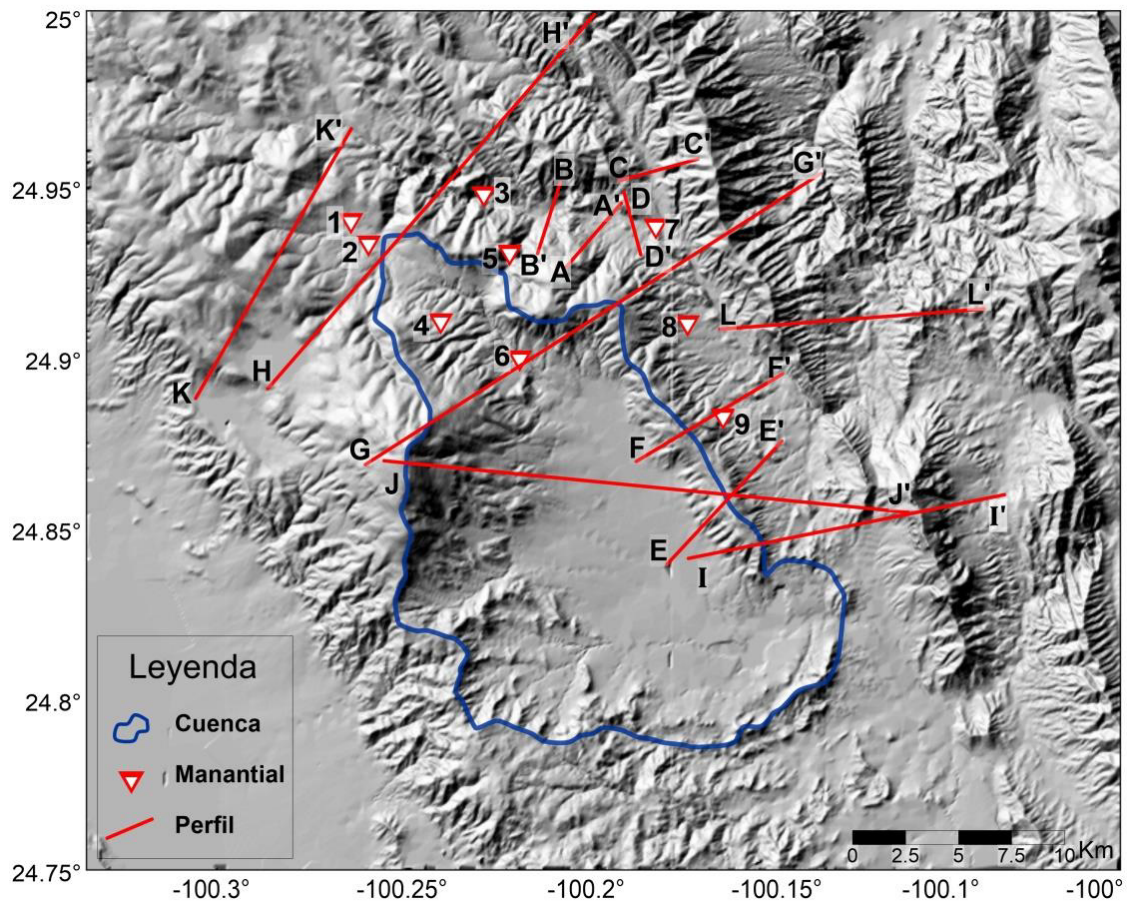 25°
H'
K'
B
C
C'
G'
24.95°
3
A'
D
1
2
7
5
B'
A
D'
L'
4
8
L
24.9°
6
K
H
F'
9
E'
G
F
J
J'
I'
24.85°
E
I
Leyenda
Cuenca
Manantial
Perfil
24.8°
24.75°
0 2.5 5 7.5 10 Km
-100.3° -100.25° -100.2° -100.15° -100.1° -100°